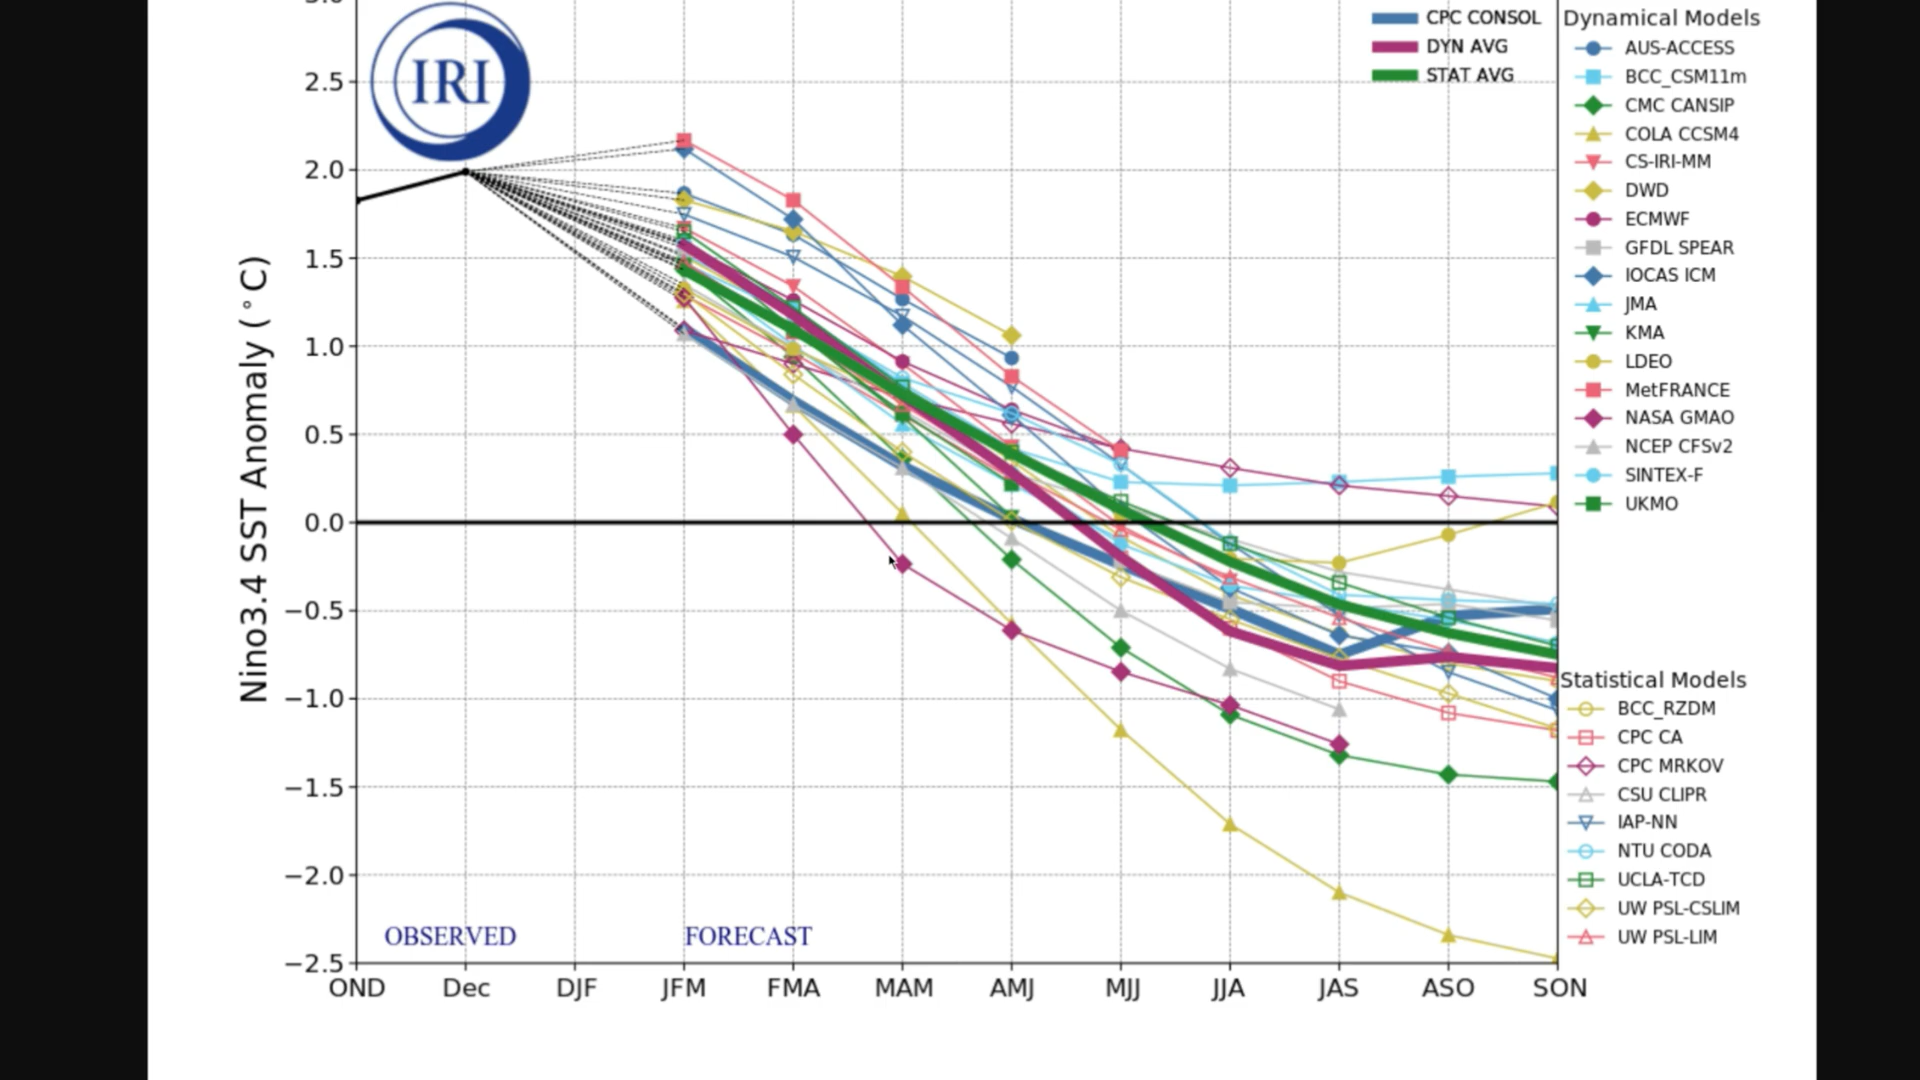 IRI
CPC CONSOL
DYN AVG
STAT AVG
Dynamical Models
AUS-ACCESS
BCC_CSM11m
CMC CANSIP
COLA CCSM4
CS-IRI-MM
DWD
ECMWF
GFDL SPEAR
IOCAS ICM
JMA
KMA
LDEO
MetFRANCE
NASA GMAO
NCEP CFSv2
SINTEX-F
UKMO
Statistical Models
BCC_RZDM
CPC CA
CPC MRKOV
CSU CLIPR
IAP-NN
NTU CODA
UCLA-TCD
UW PSL-CSLIM
UW PSL-LIM
Nino3.4 SST Anomaly (°C)
2.5
2.0
1.5
1.0
0.5
0.0
−0.5
−1.0
−1.5
−2.0
−2.5
OBSERVED
FORECAST
OND Dec DJF JFM FMA MAM AMJ MJJ JJA JAS ASO SON